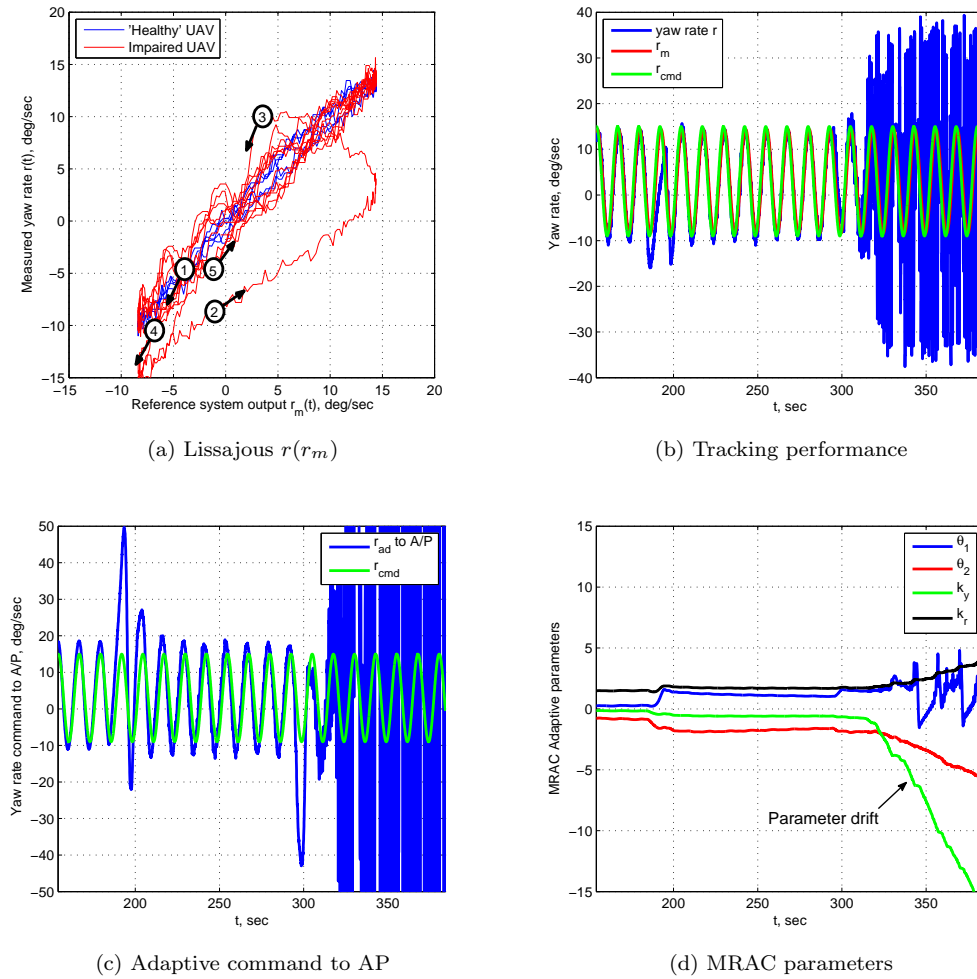 'Healthy' UAV
Impaired UAV
Measured yaw rate r(t), deg/sec
20
15
10
5
0
−5
−10
−15
3
1
5
2
4
−15 −10 −5 0 5 10 15 20
Reference system output r_m(t), deg/sec
(a) Lissajous r(r_m)
yaw rate r
r_m
r_cmd
Yaw rate, deg/sec
40
30
20
10
0
−10
−20
−30
−40
200 250 300 350
t, sec
(b) Tracking performance
r_ad to A/P
r_cmd
Yaw rate command to A/P, deg/sec
50
40
30
20
10
0
−10
−20
−30
−40
−50
200 250 300 350
t, sec
(c) Adaptive command to AP
θ_1
θ_2
k_y
k_r
MRAC Adaptive parameters
15
10
5
0
−5
−10
−15
Parameter drift
200 250 300 350
t, sec
(d) MRAC parameters